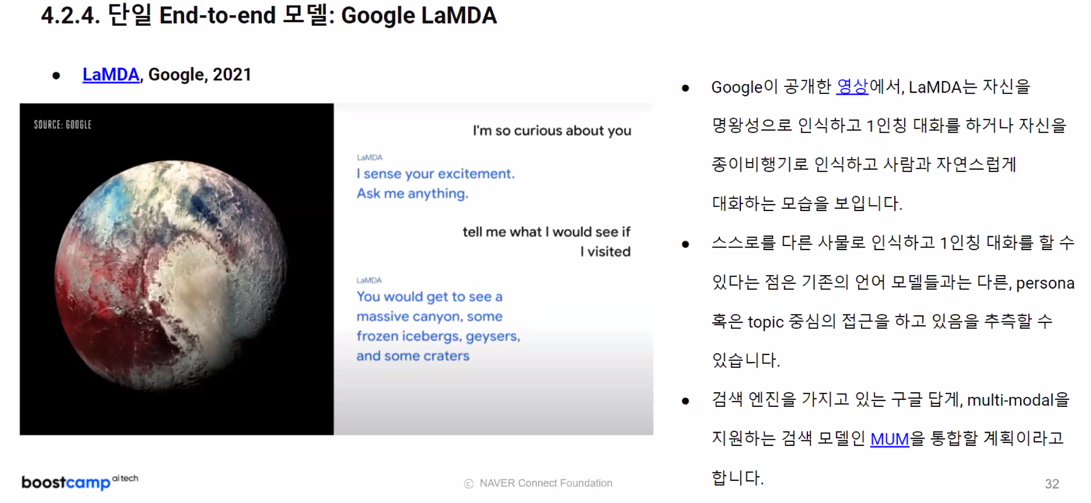 4.2.4. 단일 End-to-end 모델: Google LaMDA
● LaMDA, Google, 2021
SOURCE: GOOGLE
I'm so curious about you
LaMDA
I sense your excitement.
Ask me anything.
tell me what I would see if
I visited
LaMDA
You would get to see a
massive canyon, some
frozen icebergs, geysers,
and some craters
● Google이 공개한 영상에서, LaMDA는 자신을
명왕성으로 인식하고 1인칭 대화를 하거나 자신을
종이비행기로 인식하고 사람과 자연스럽게
대화하는 모습을 보입니다.
● 스스로를 다른 사물로 인식하고 1인칭 대화를 할 수
있다는 점은 기존의 언어 모델들과는 다른, persona
혹은 topic 중심의 접근을 하고 있음을 추측할 수
있습니다.
● 검색 엔진을 가지고 있는 구글 답게, multi-modal을
지원하는 검색 모델인 MUM을 통합할 계획이라고
합니다.
boostcamp ai tech
© NAVER Connect Foundation
32